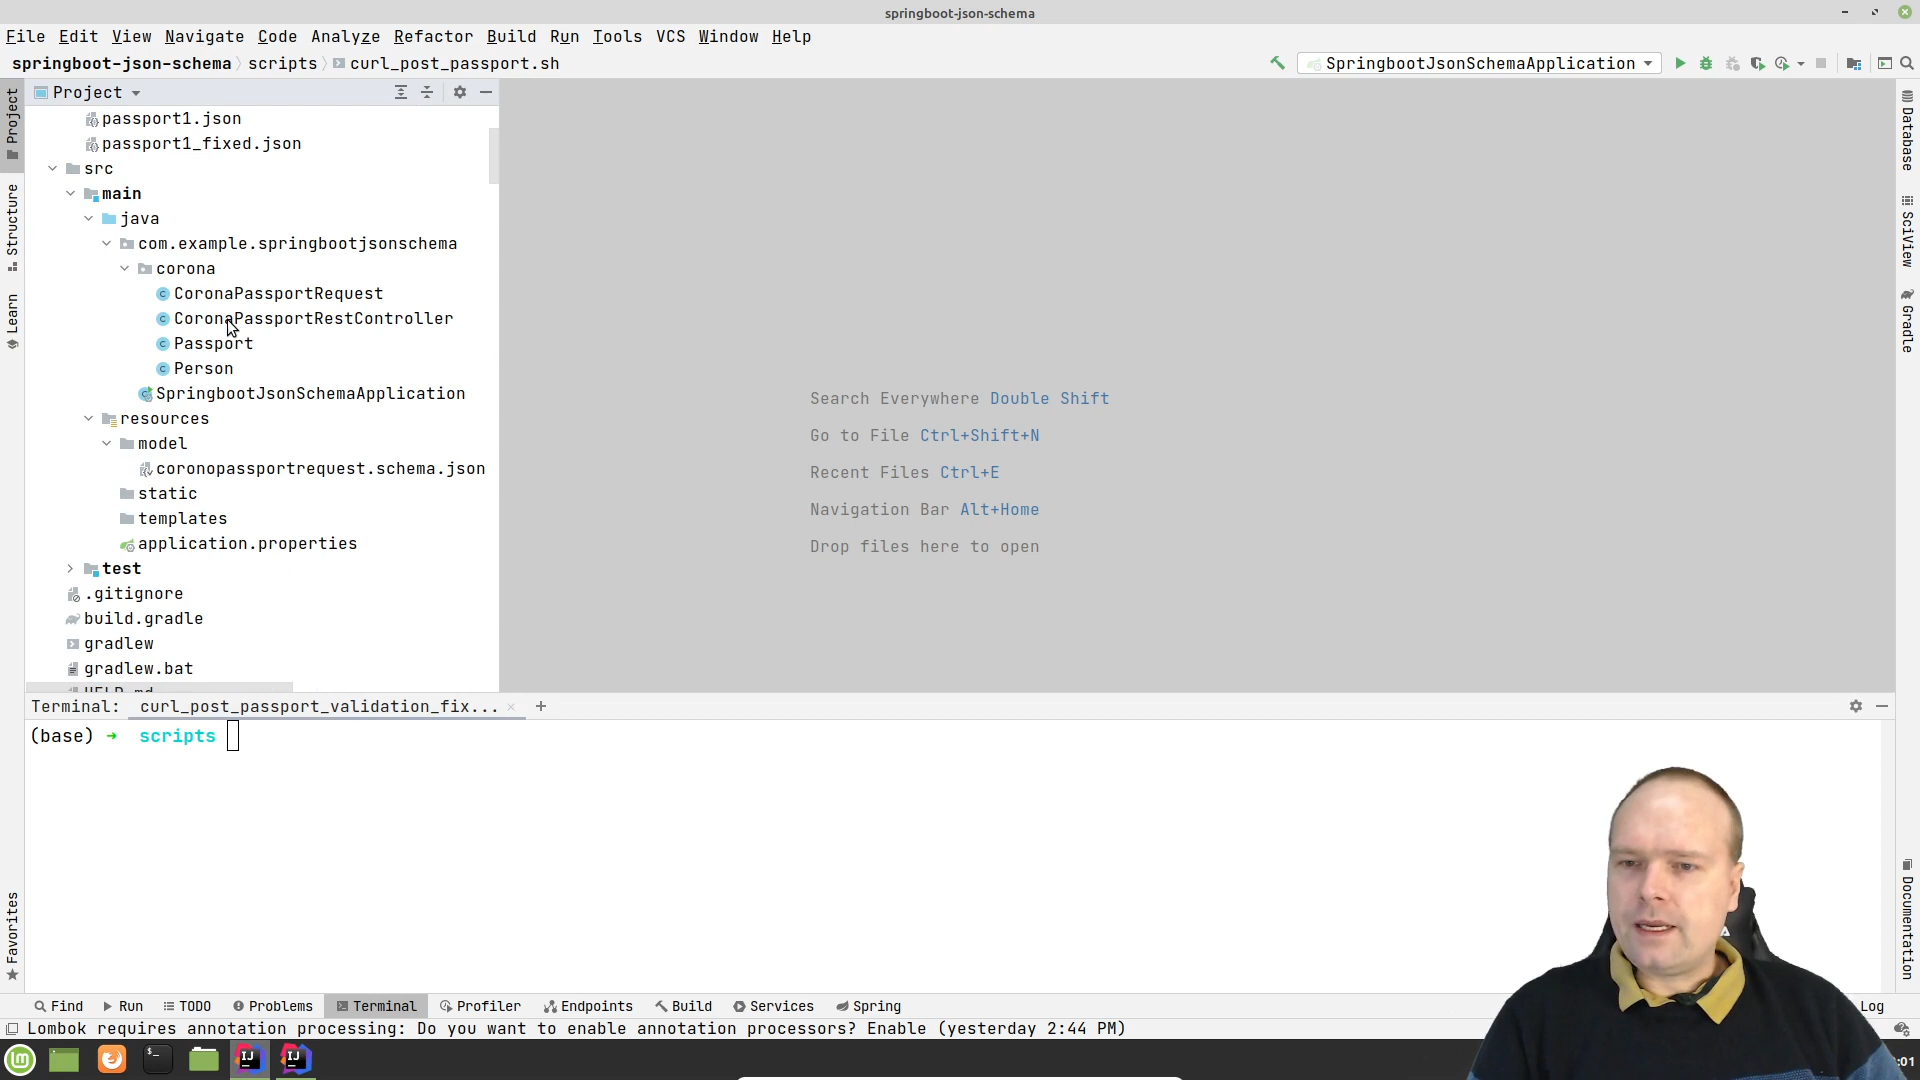 springboot-json-schema
File Edit View Navigate Code Analyze Refactor Build Run Tools VCS Window Help
springboot-json-schema scripts curl_post_passport.sh
SpringbootJsonSchemaApplication
Project
passport1.json
passport1_fixed.json
src
main
java
com.example.springbootjsonschema
corona
CoronaPassportRequest
CoronaPassportRestController
Passport
Person
SpringbootJsonSchemaApplication
resources
model
coronopassportrequest.schema.json
static
templates
application.properties
test
.gitignore
build.gradle
gradlew
gradlew.bat
HELP.md
Project
Structure
Learn
Favorites
Search Everywhere Double Shift
Go to File Ctrl+Shift+N
Recent Files Ctrl+E
Navigation Bar Alt+Home
Drop files here to open
Database
SciView
Gradle
Documentation
Terminal: curl_post_passport_validation_fix... × +
(base) → scripts
Find Run TODO Problems Terminal Profiler Endpoints Build Services Spring
Log
Lombok requires annotation processing: Do you want to enable annotation processors? Enable (yesterday 2:44 PM)
:01